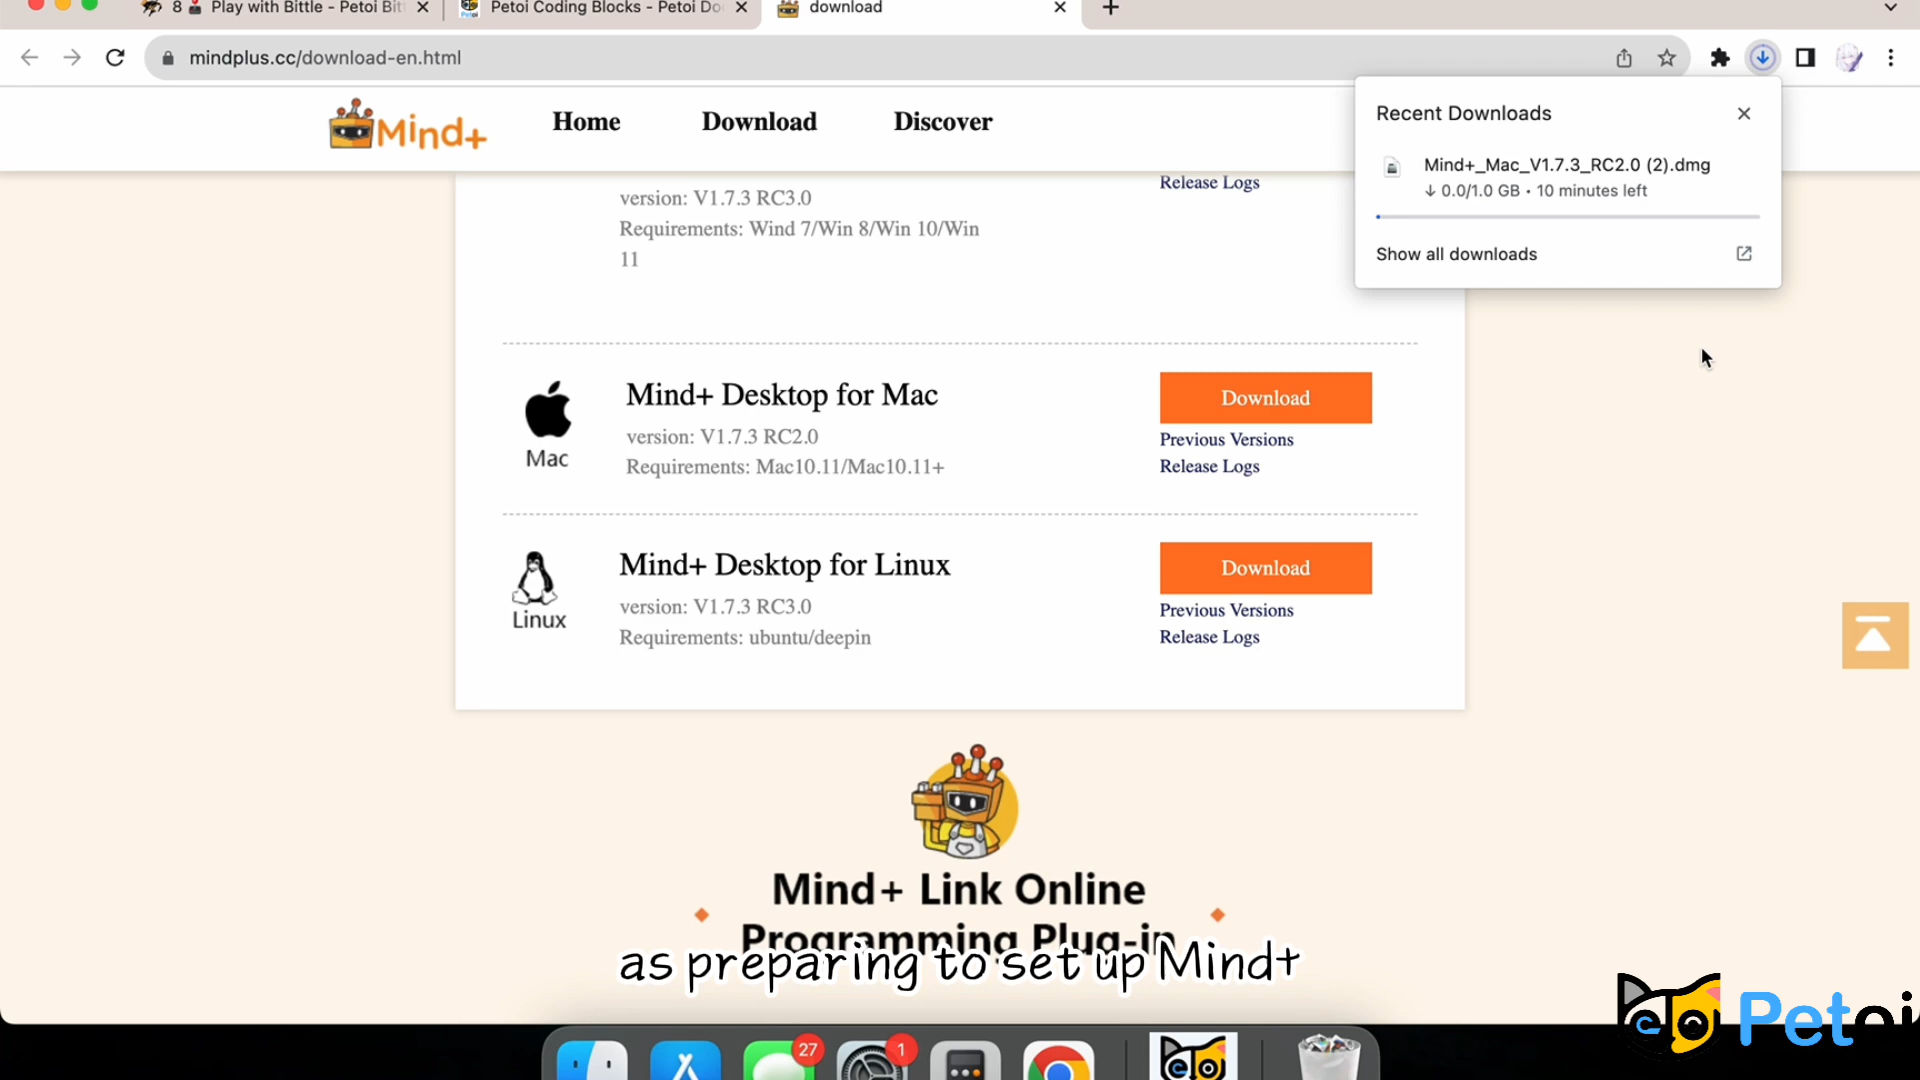 8 Play with Bittle - Petoi Bit
Petoi Coding Blocks - Petoi Do
download
mindplus.cc/download-en.html
Recent Downloads
Mind+_Mac_V1.7.3_RC2.0 (2).dmg
↓ 0.0/1.0 GB • 10 minutes left
Show all downloads
Mind+
Home
Download
Discover
version: V1.7.3 RC3.0
Requirements: Wind 7/Win 8/Win 10/Win
11
Release Logs
Mac
Mind+ Desktop for Mac
version: V1.7.3 RC2.0
Requirements: Mac10.11/Mac10.11+
Download
Previous Versions
Release Logs
Linux
Mind+ Desktop for Linux
version: V1.7.3 RC3.0
Requirements: ubuntu/deepin
Download
Previous Versions
Release Logs
Mind+ Link Online
Programming Plug-in
as preparing to set up Mind+
Petoi
27
1